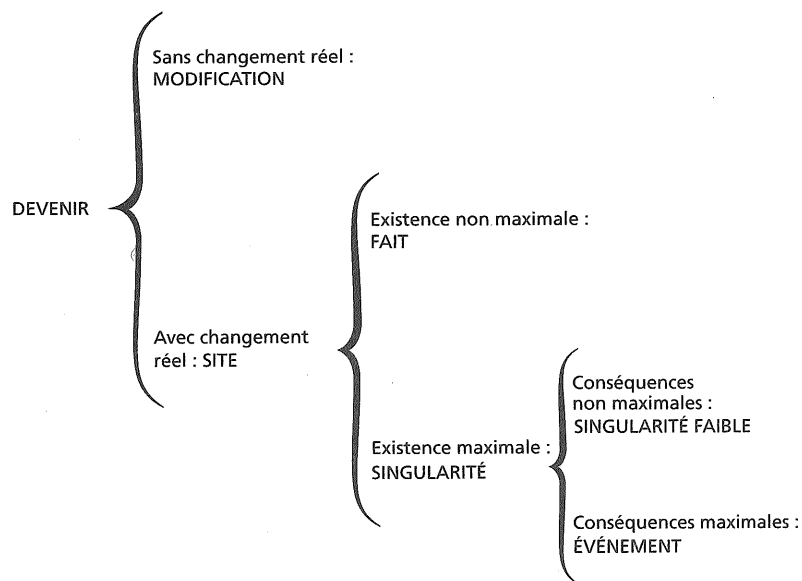 Sans changement réel :
MODIFICATION
DEVENIR
Existence non maximale :
FAIT
Avec changement
réel : SITE
Conséquences
non maximales :
SINGULARITÉ FAIBLE
Existence maximale :
SINGULARITÉ
Conséquences maximales :
ÉVÉNEMENT